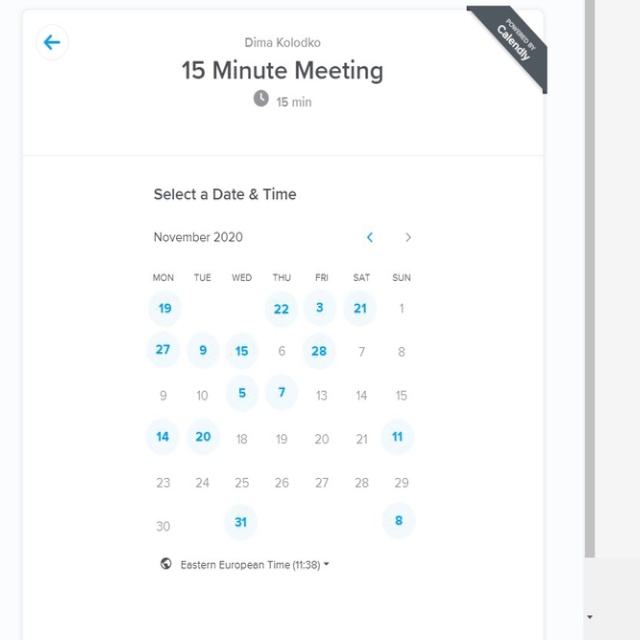 POWERED BY
Calendly
Dima Kolodko
15 Minute Meeting
15 min
Select a Date & Time
November 2020
MON TUE WED THU FRI SAT SUN
19 22 3 21 1
27 9 15 6 28 7 8
9 10 5 7 13 14 15
14 20 18 19 20 21 11
23 24 25 26 27 28 29
30 31 8
Eastern European Time (11:38)